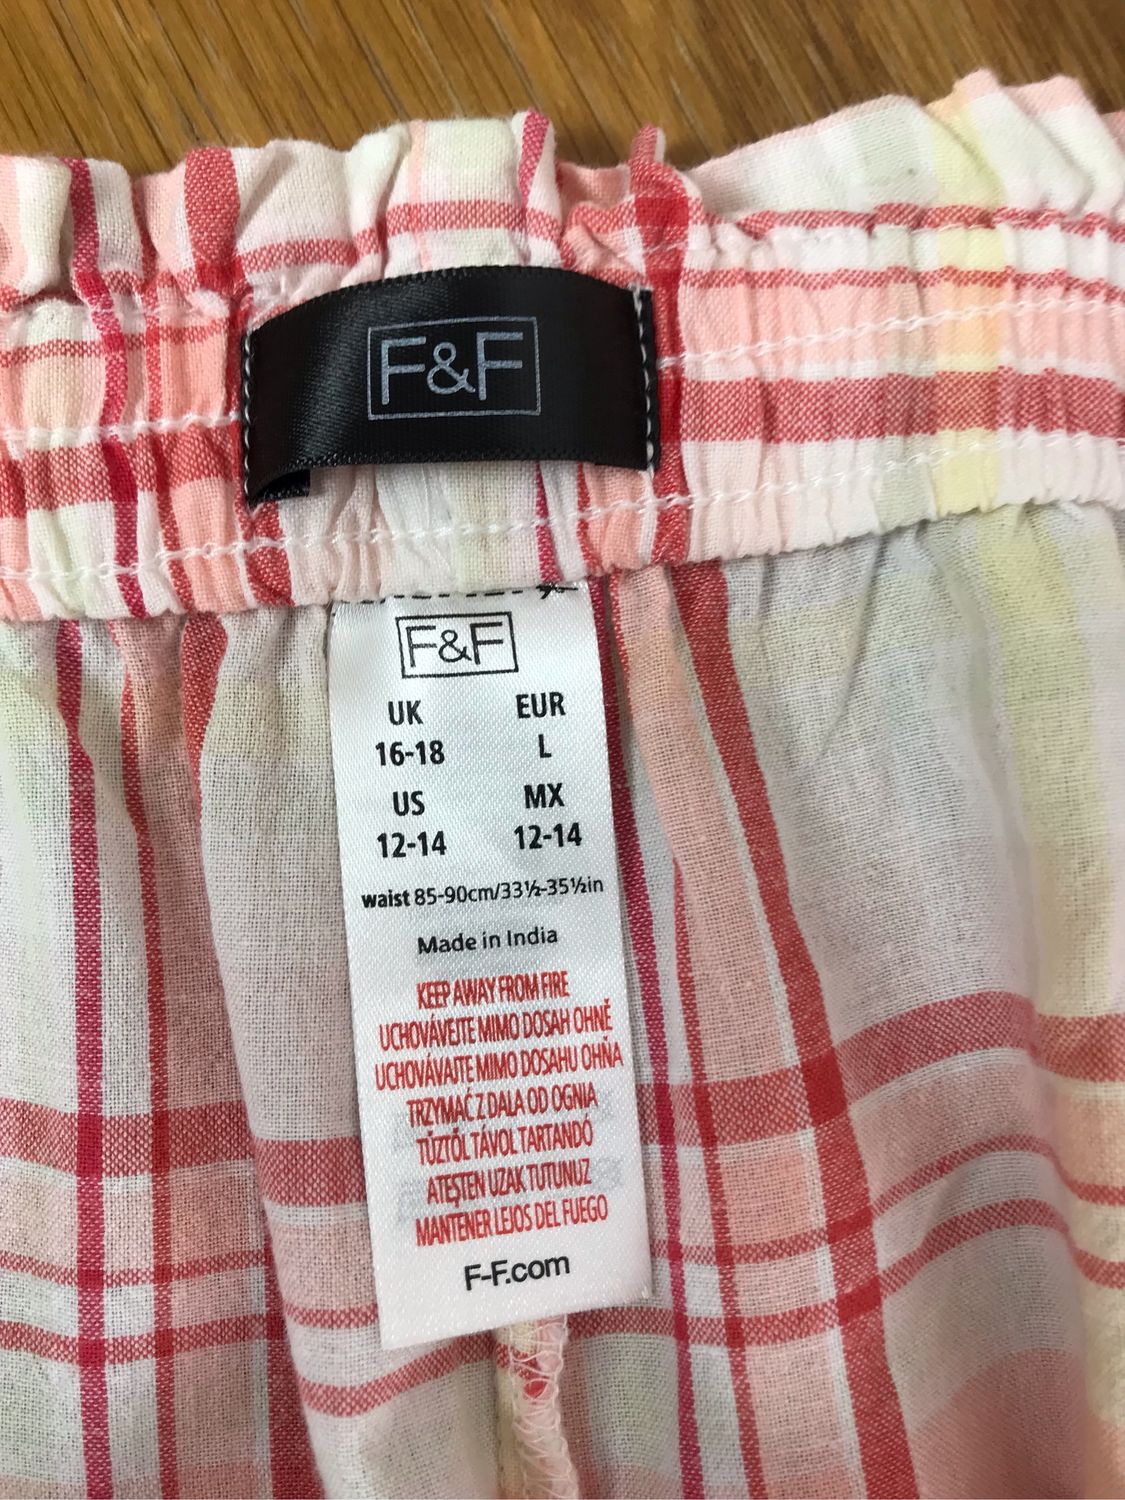 F&F
F&F
UK EUR
16-18 L
US MX
12-14 12-14
waist 85-90cm/33½-35½in
Made in India
KEEP AWAY FROM FIRE
UCHOVÁVEJTE MIMO DOSAH OHNĚ
UCHOVÁVAJTE MIMO DOSAHU OHŇA
TRZYMAĆ Z DALA OD OGNIA
TŰZTŐL TÁVOL TARTANDÓ
ATEŞTEN UZAK TUTUNUZ
MANTENER LEJOS DEL FUEGO
F-F.com